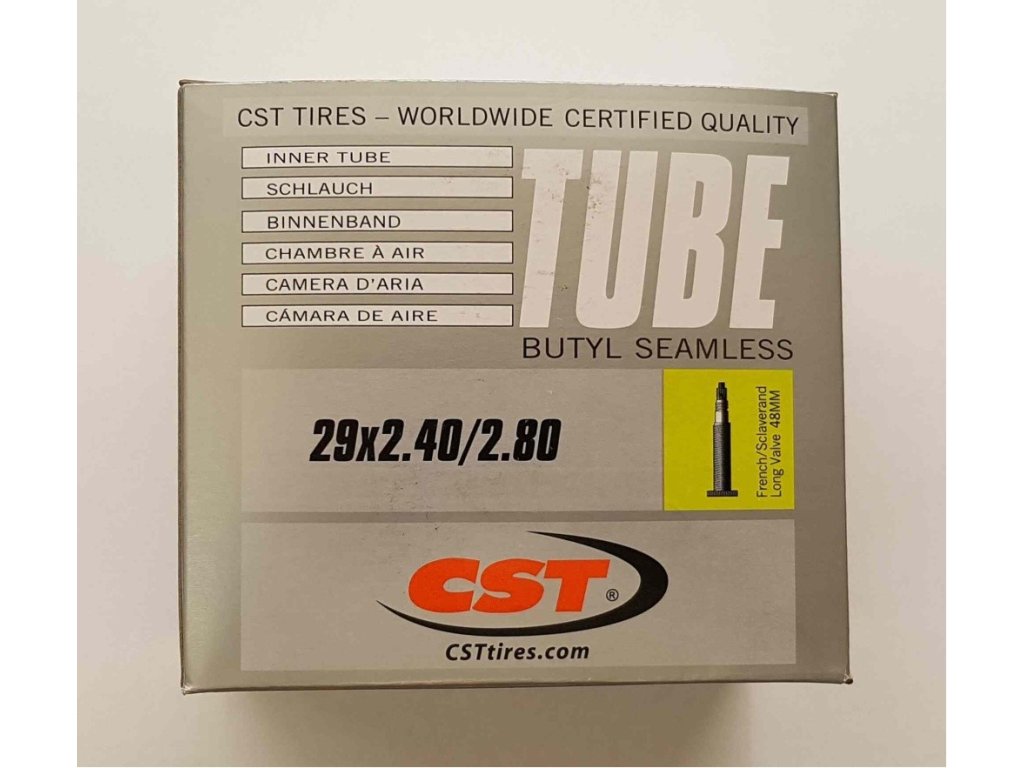 CST TIRES – WORLDWIDE CERTIFIED QUALITY
INNER TUBE
SCHLAUCH
BINNENBAND
CHAMBRE À AIR
CAMERA D'ARIA
CÁMARA DE AIRE
TUBE
BUTYL SEAMLESS
29x2.40/2.80
French/Sclaverand
Long Valve 48MM
CST®
CSTtires.com